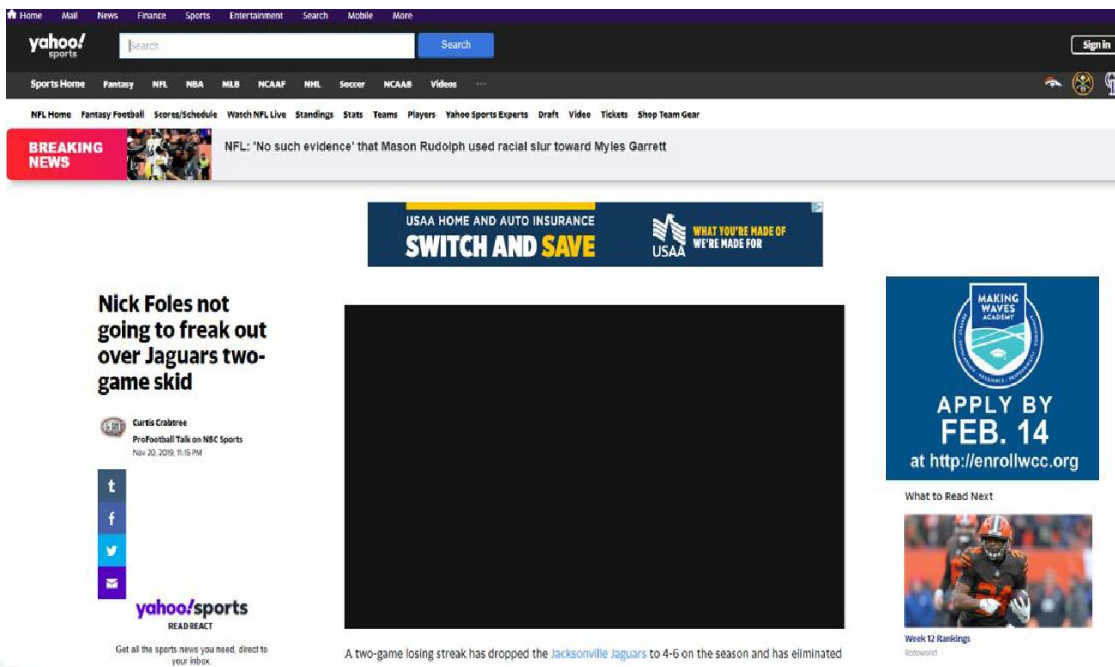 Home Mail News Finance Sports Entertainment Search Mobile More
yahoo!
sports
Search
Search
Sign in
Sports Home Fantasy NFL NBA MLB NCAAF NHL Soccer NCAAB Videos ...
NFL Home Fantasy Football Scores/Schedule Watch NFL Live Standings Stats Teams Players Yahoo Sports Experts Draft Video Tickets Shop Team Gear
BREAKING
NEWS
NFL: 'No such evidence' that Mason Rudolph used racial slur toward Myles Garrett
USAA HOME AND AUTO INSURANCE
SWITCH AND SAVE
USAA
WHAT YOU'RE MADE OF
WE'RE MADE FOR
Nick Foles not
going to freak out
over Jaguars two-
game skid
Curtis Crabtree
ProFootball Talk on NBC Sports
Nov 20, 2019, 11:15 PM
yahoo!sports
READ REACT
Get all the sports news you need, direct to
your inbox.
A two-game losing streak has dropped the Jacksonville Jaguars to 4-6 on the season and has eliminated
MAKING
WAVES
ACADEMY
APPLY BY
FEB. 14
at http://enrollwcc.org
What to Read Next
24
Week 12 Rankings
Rotoworld